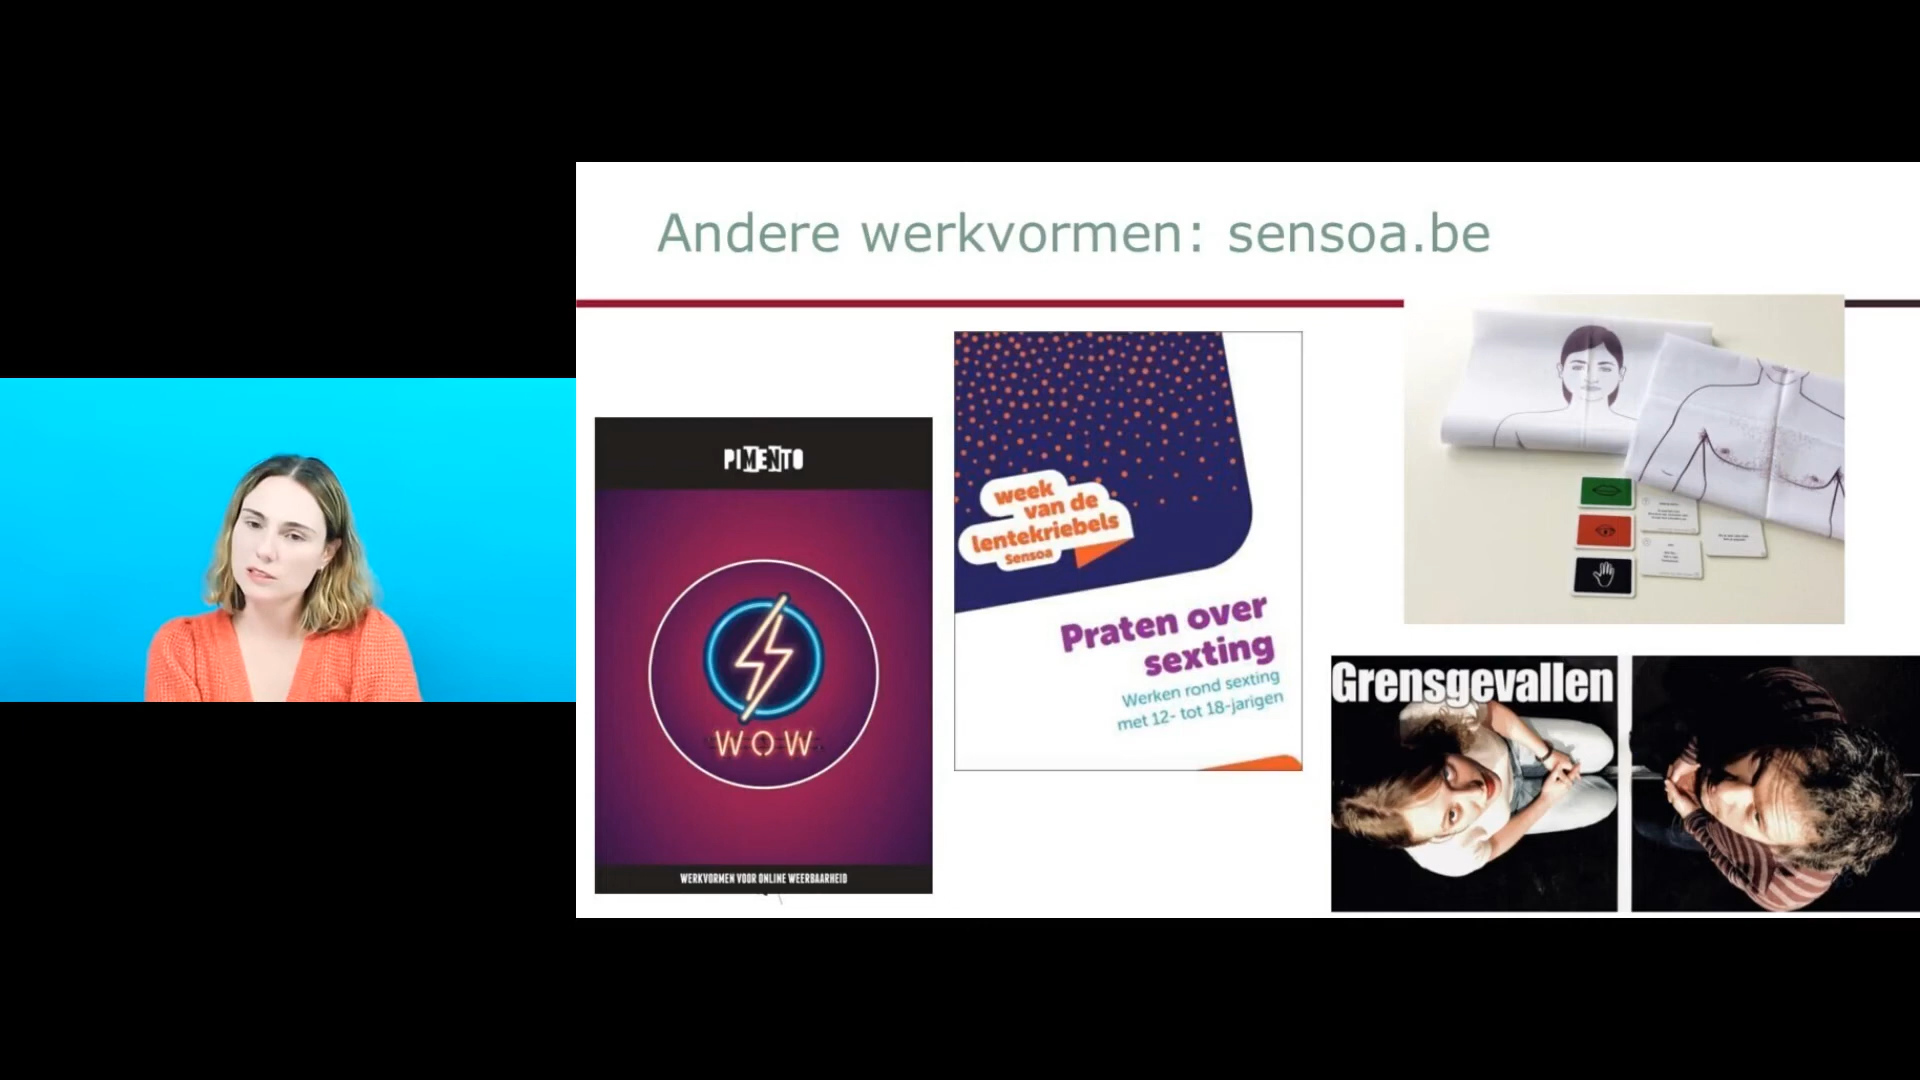 Andere werkvormen: sensoa.be
PIMENTO
WOW
WERKVORMEN VOOR ONLINE WEERBAARHEID
week
van de
lentekriebels
Sensoa
Praten over
sexting
Werken rond sexting
met 12- tot 18-jarigen
Grensgevallen